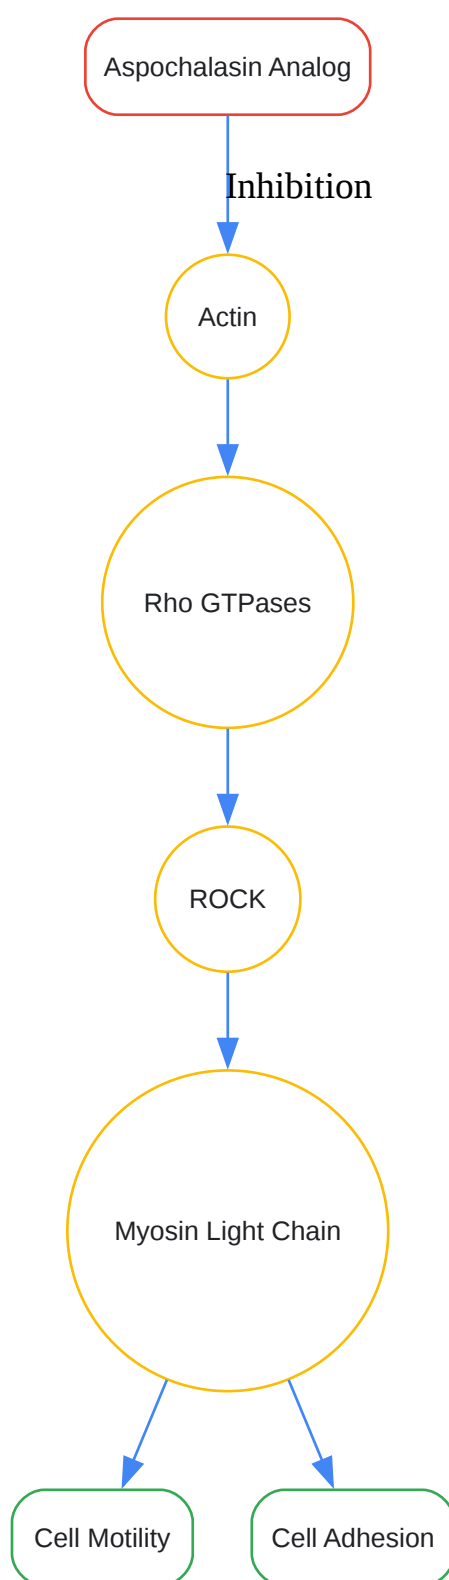 Aspochalasin Analog
Inhibition
Actin
Rho GTPases
ROCK
Myosin Light Chain
Cell Motility
Cell Adhesion